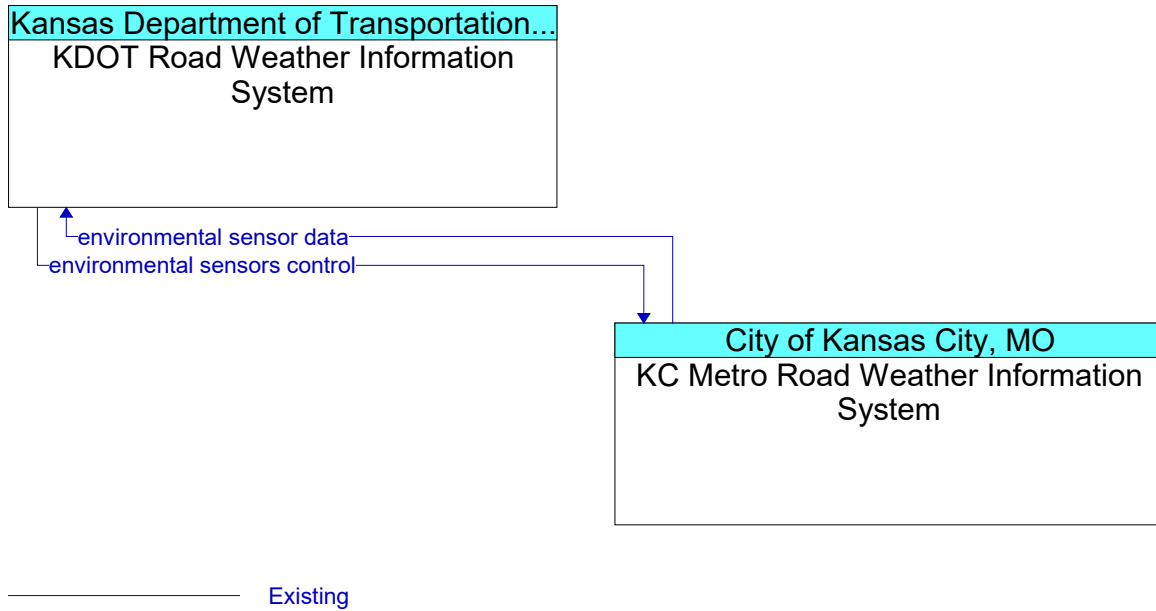 Kansas Department of Transportation...
KDOT Road Weather Information
System
environmental sensor data
environmental sensors control
City of Kansas City, MO
KC Metro Road Weather Information
System
Existing